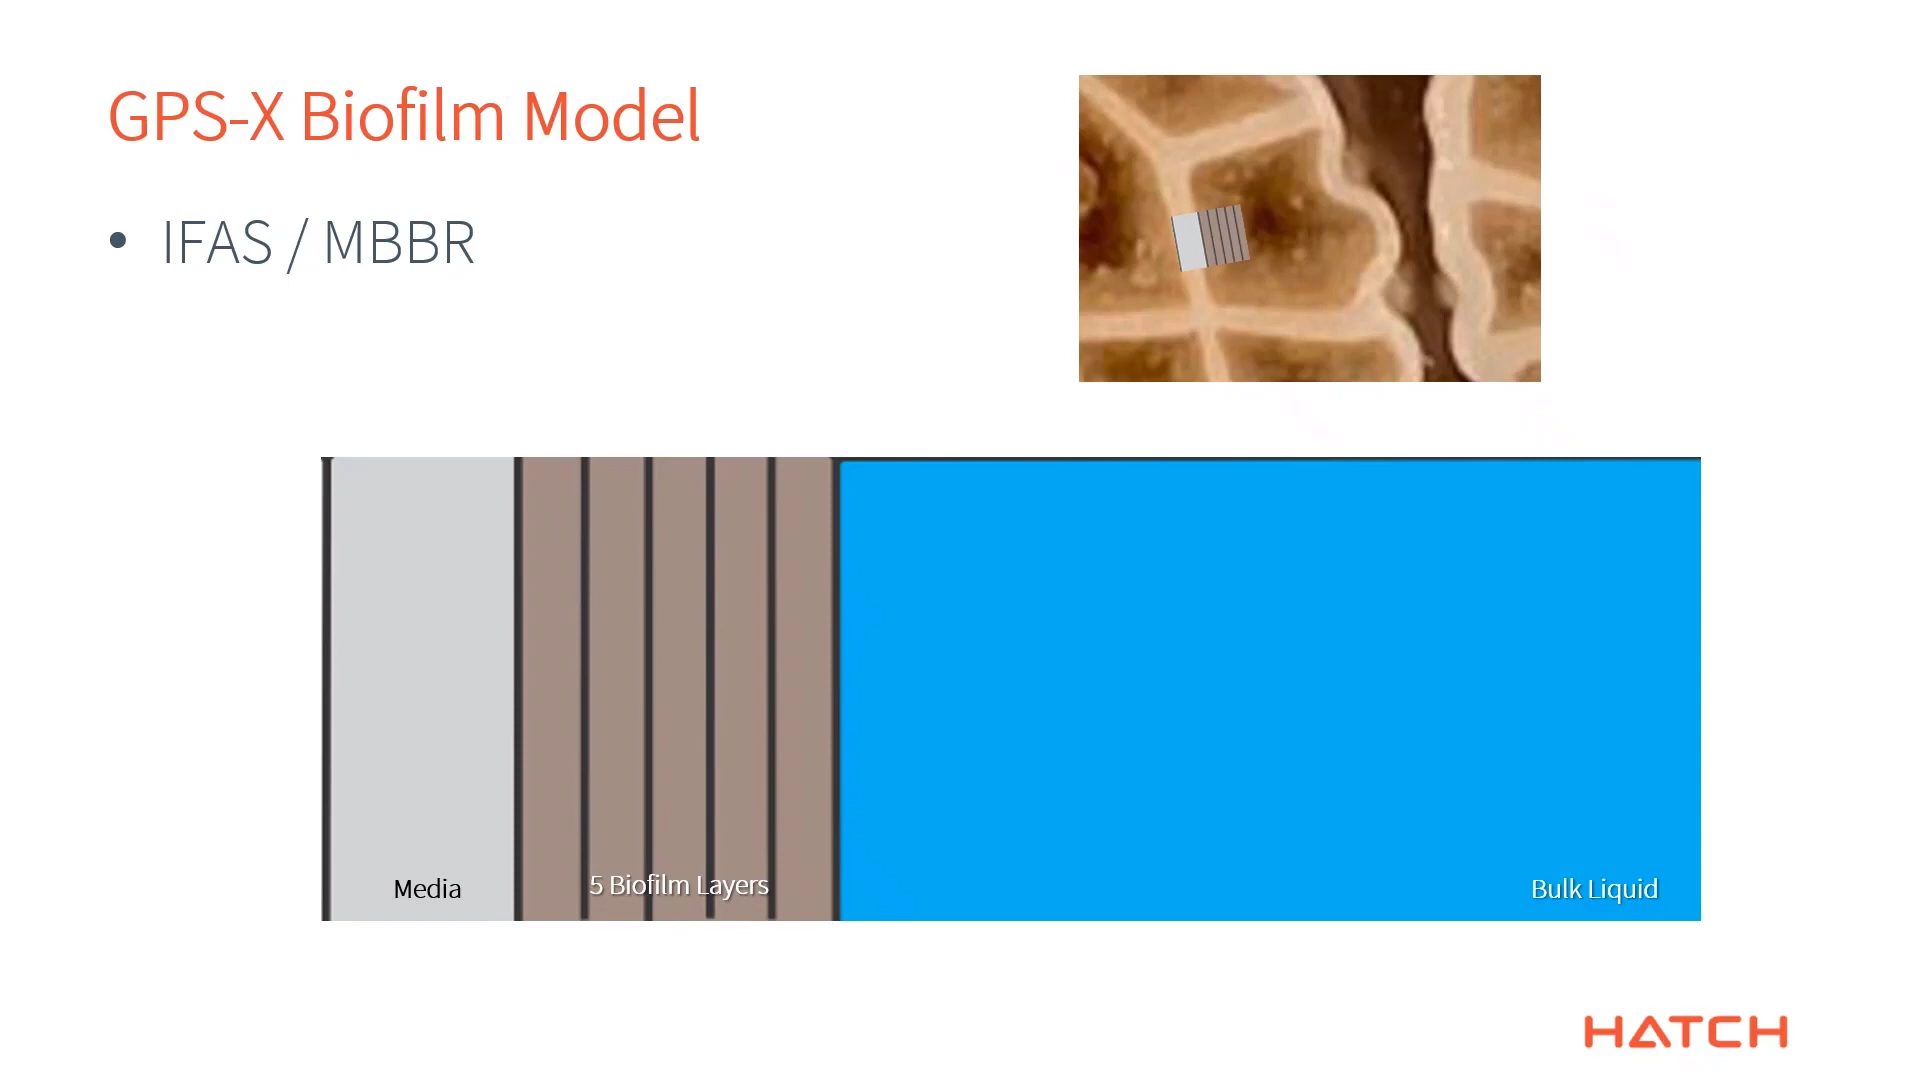 GPS-X Biofilm Model
• IFAS / MBBR
Media
5 Biofilm Layers
Bulk Liquid
HATCH